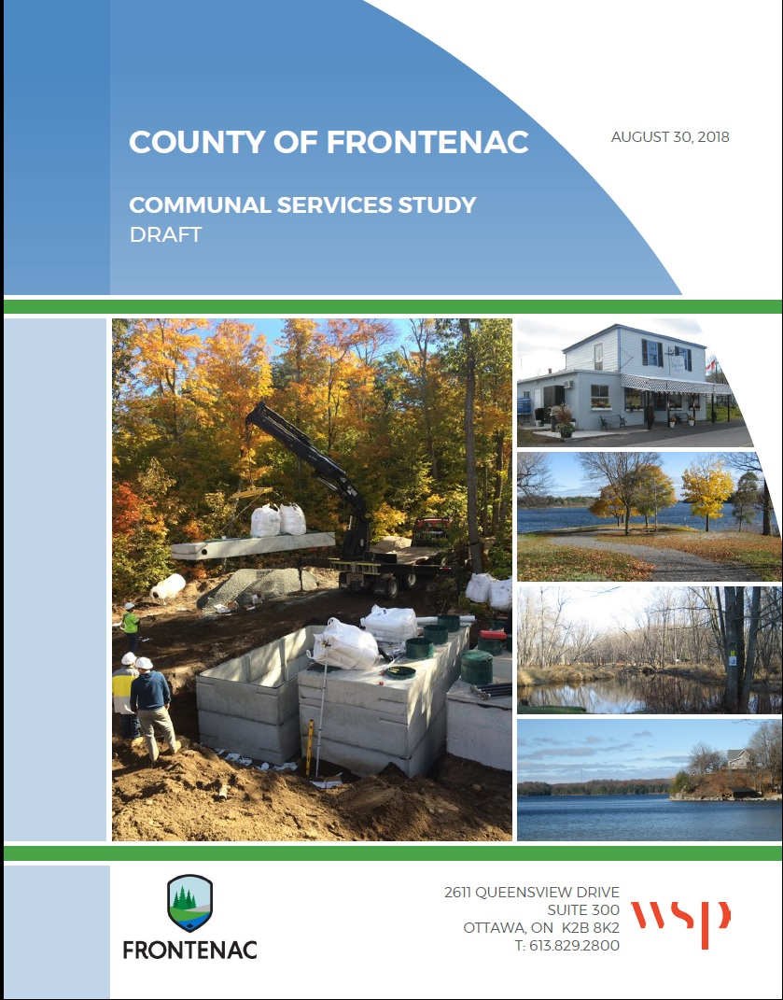 COUNTY OF FRONTENAC
AUGUST 30, 2018
COMMUNAL SERVICES STUDY
DRAFT
FRONTENAC
2611 QUEENSVIEW DRIVE
SUITE 300
OTTAWA, ON K2B 8K2
T: 613.829.2800
wsp